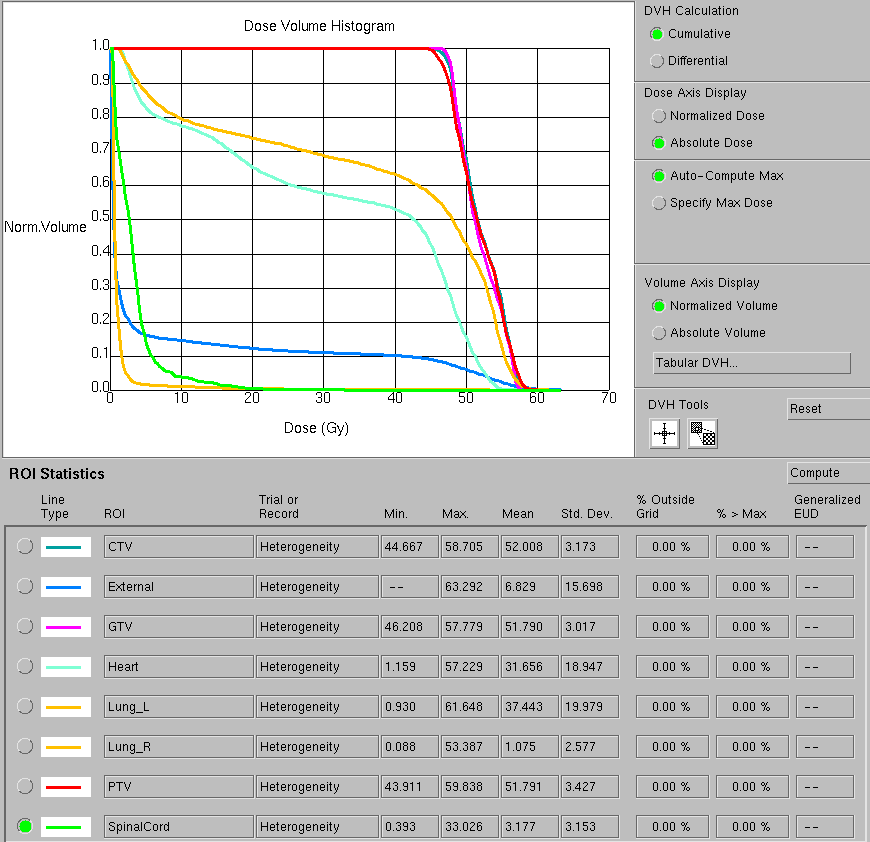 Dose Volume Histogram
1.0
0.9
0.8
0.7
0.6
0.5
0.4
0.3
0.2
0.1
0.0
Norm.Volume
0 10 20 30 40 50 60 70
Dose (Gy)
DVH Calculation
Cumulative
Differential
Dose Axis Display
Normalized Dose
Absolute Dose
Auto-Compute Max
Specify Max Dose
Volume Axis Display
Normalized Volume
Absolute Volume
Tabular DVH...
DVH Tools
Reset
ROI Statistics
Compute
Line Type ROI Trial or Record Min. Max. Mean Std. Dev. % Outside Grid % > Max Generalized EUD
CTV Heterogeneity 44.667 58.705 52.008 3.173 0.00 % 0.00 % --
External Heterogeneity -- 63.292 6.829 15.698 0.00 % 0.00 % --
GTV Heterogeneity 46.208 57.779 51.790 3.017 0.00 % 0.00 % --
Heart Heterogeneity 1.159 57.229 31.656 18.947 0.00 % 0.00 % --
Lung_L Heterogeneity 0.930 61.648 37.443 19.979 0.00 % 0.00 % --
Lung_R Heterogeneity 0.088 53.387 1.075 2.577 0.00 % 0.00 % --
PTV Heterogeneity 43.911 59.838 51.791 3.427 0.00 % 0.00 % --
SpinalCord Heterogeneity 0.393 33.026 3.177 3.153 0.00 % 0.00 % --